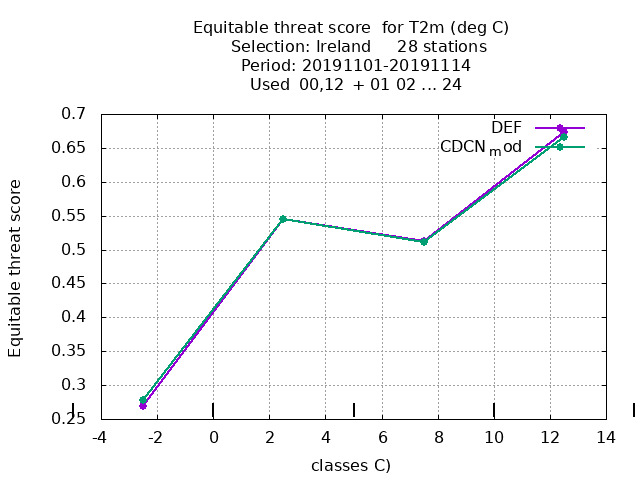 Equitable threat score  for T2m (deg C)
Selection: Ireland     28 stations
Period: 20191101-20191114
Used  00,12  + 01 02 ... 24
Equitable threat score
0.7
0.65
0.6
0.55
0.5
0.45
0.4
0.35
0.3
0.25
DEF
CDCNmod
-4 -2 0 2 4 6 8 10 12 14
classes C)